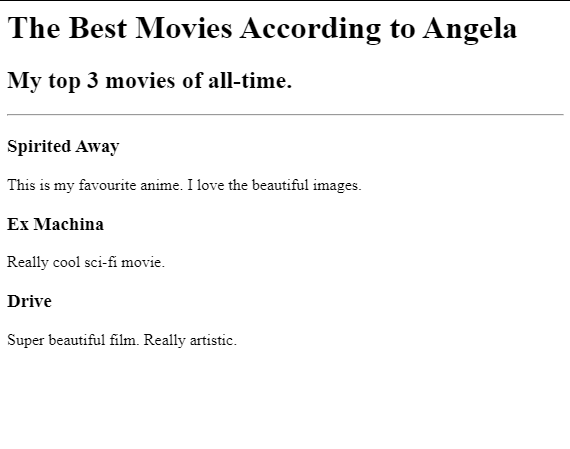 The Best Movies According to Angela
My top 3 movies of all-time.
Spirited Away
This is my favourite anime. I love the beautiful images.
Ex Machina
Really cool sci-fi movie.
Drive
Super beautiful film. Really artistic.